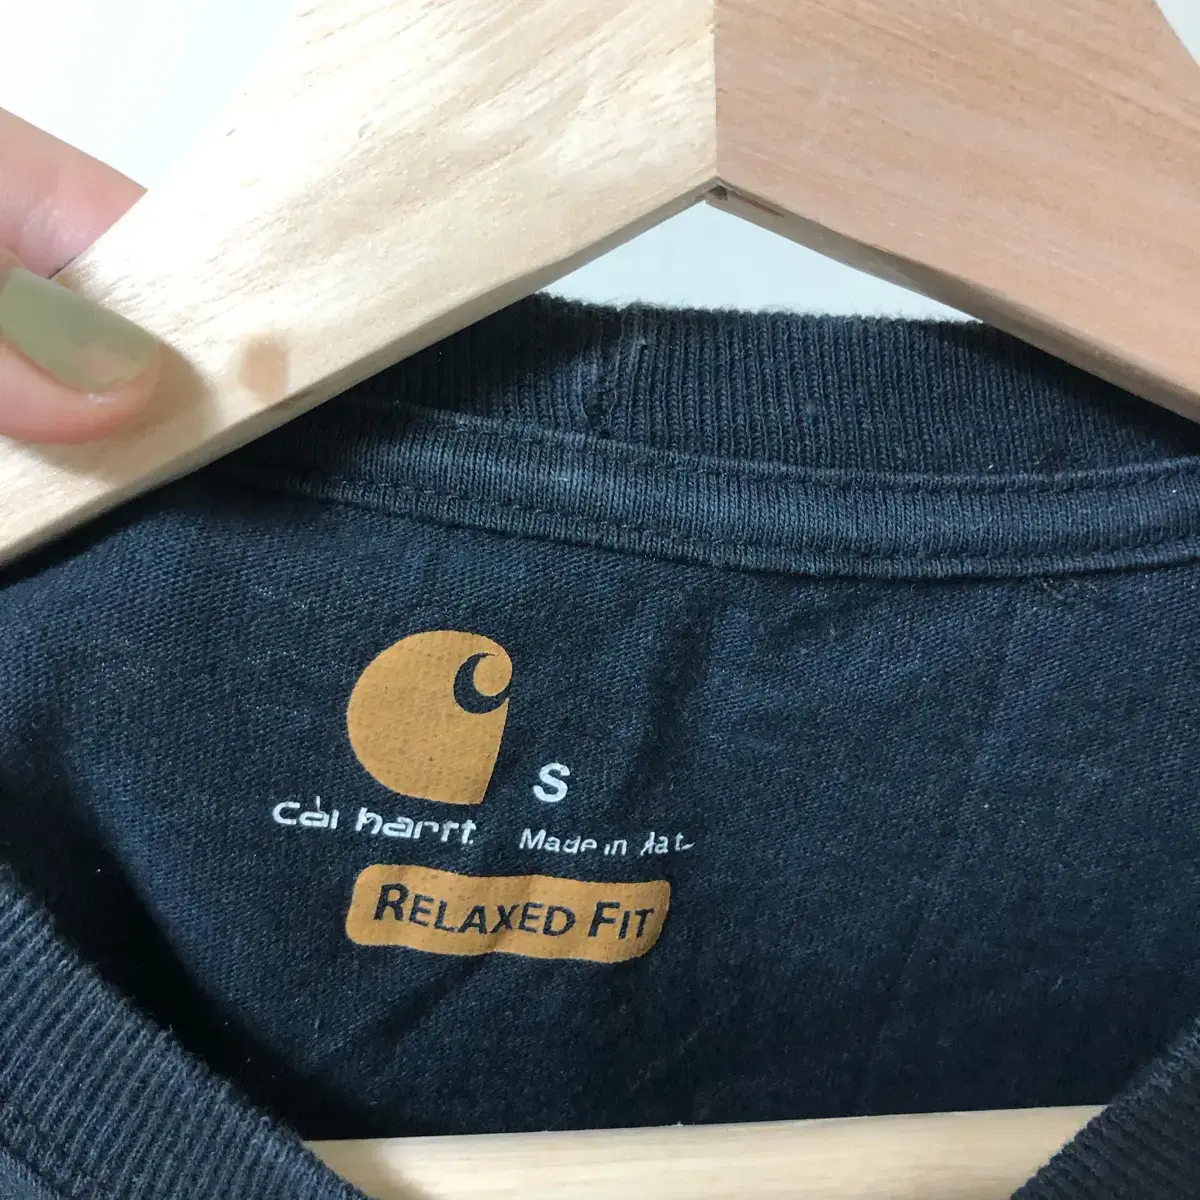 S
carhartt
Made in
RELAXED FIT